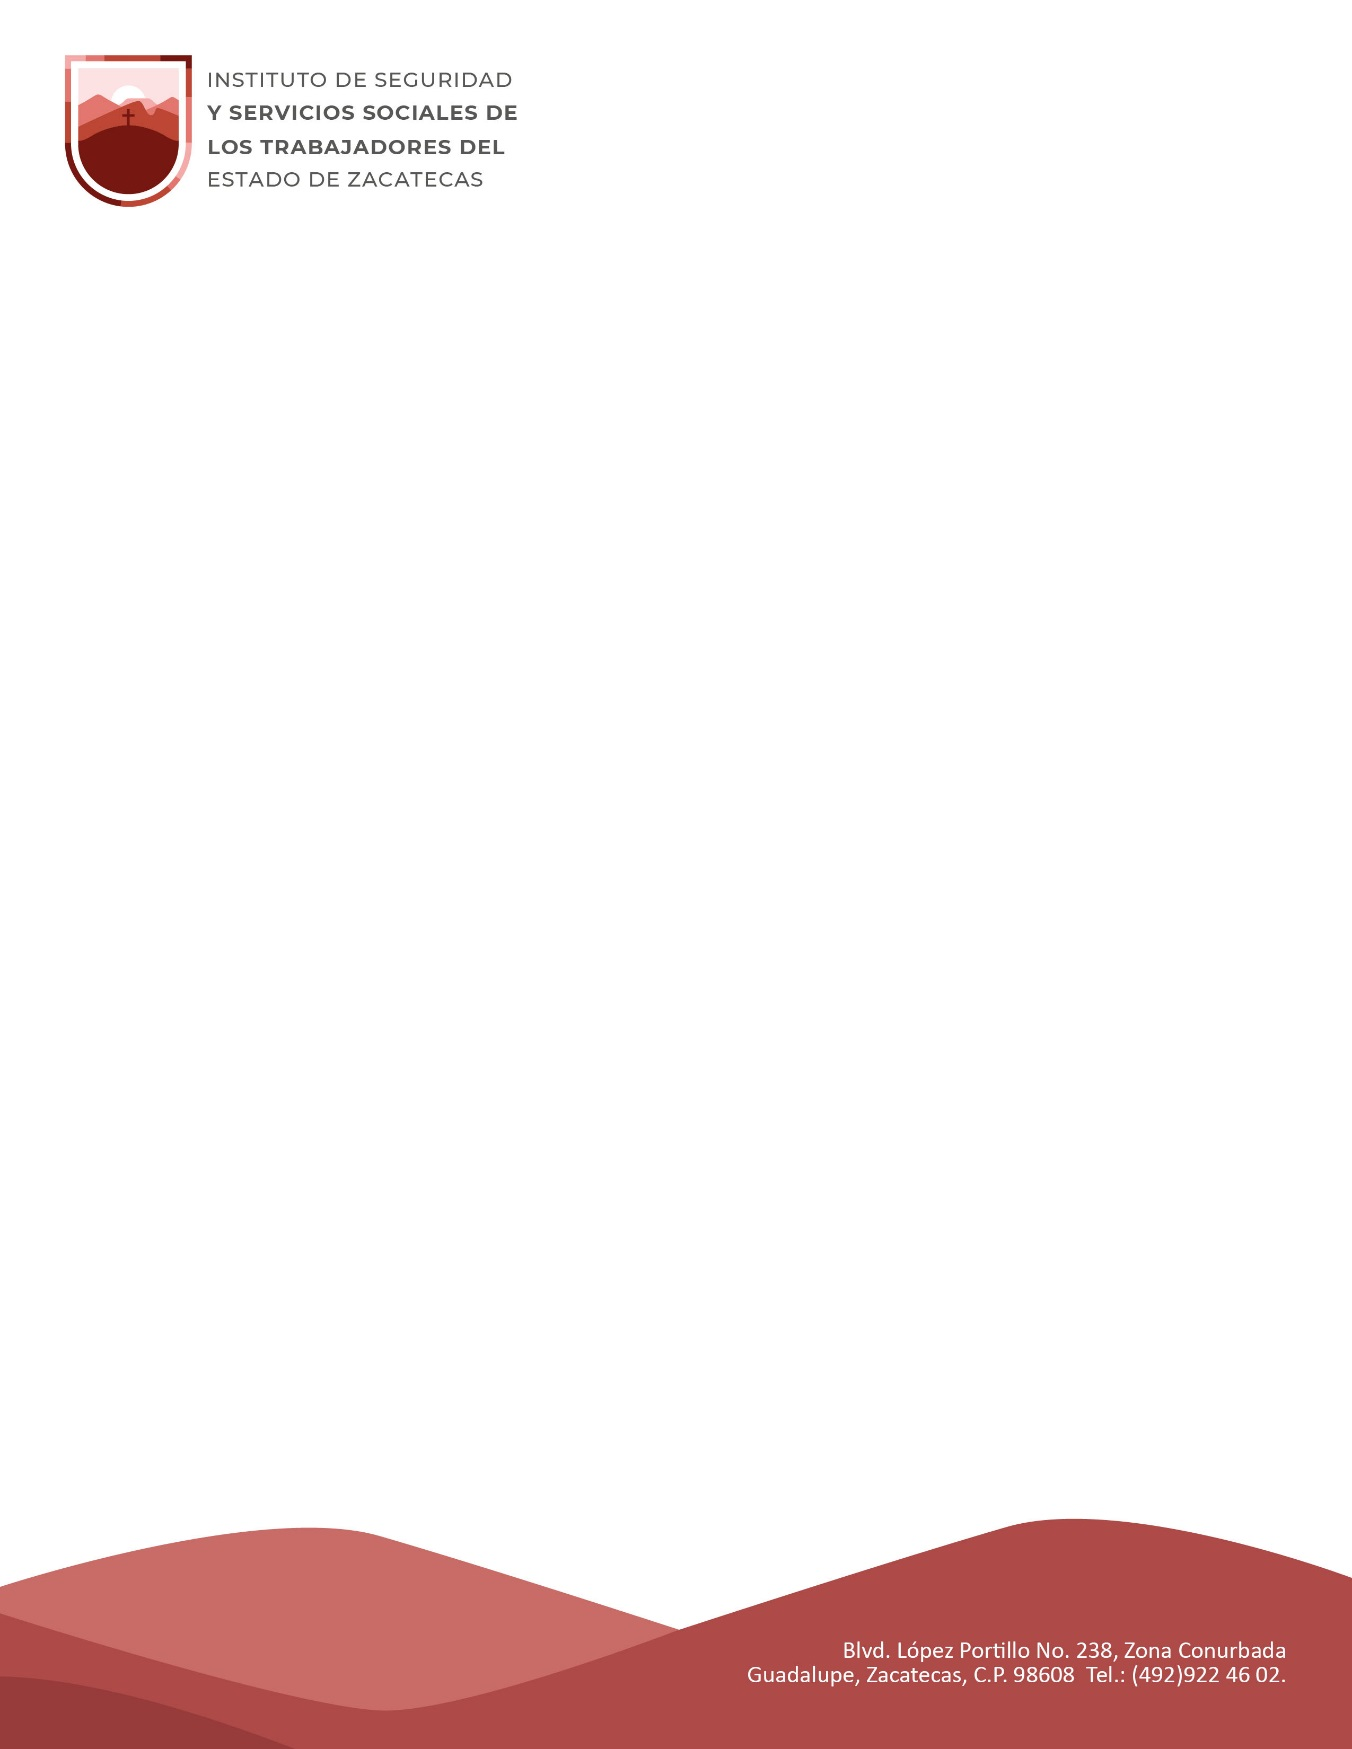 INSTITUTO DE SEGURIDAD
Y SERVICIOS SOCIALES DE
LOS TRABAJADORES DEL
ESTADO DE ZACATECAS
Blvd. López Portillo No. 238, Zona Conurbada
Guadalupe, Zacatecas, C.P. 98608  Tel.: (492)922 46 02.